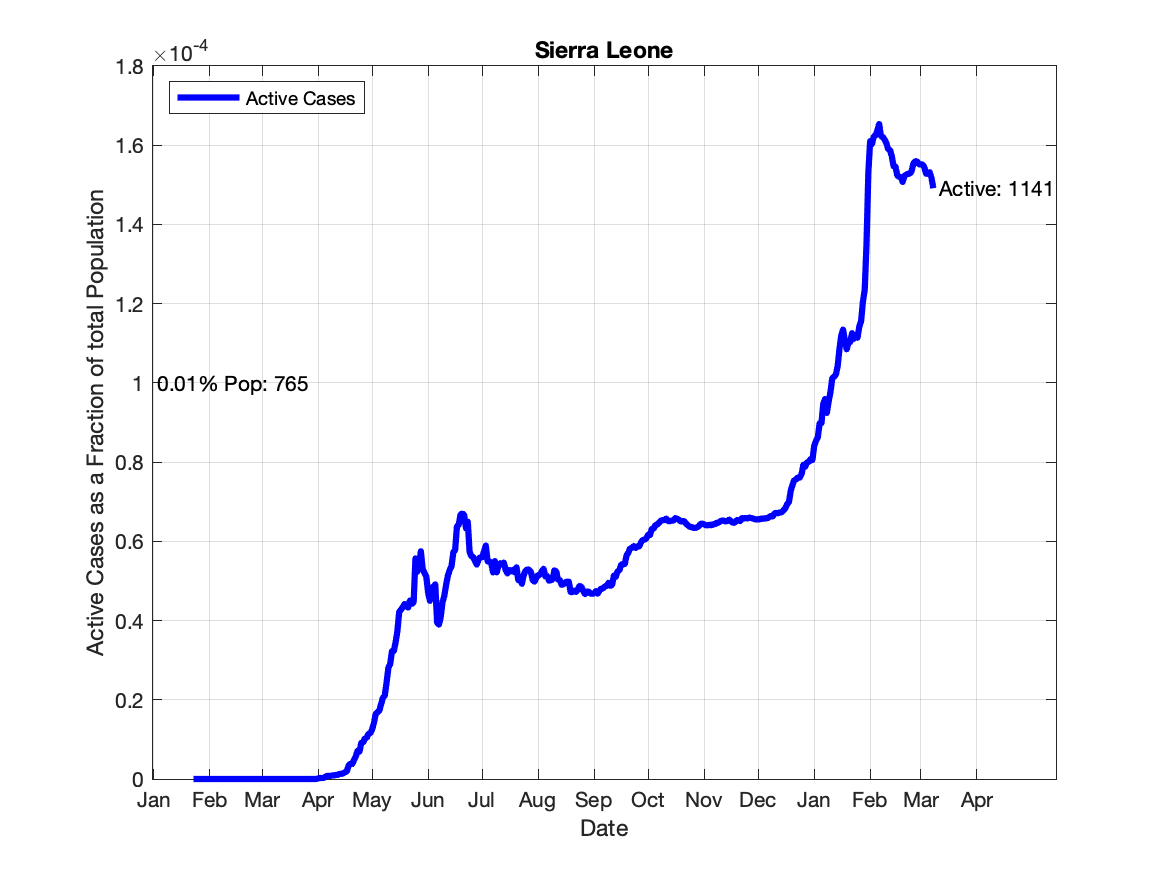 Sierra Leone
×10-4
Active Cases
1.8
1.6
1.4
1.2
1
0.8
0.6
0.4
0.2
0
Active Cases as a Fraction of total Population
0.01% Pop: 765
Active: 1141
Jan Feb Mar Apr May Jun Jul Aug Sep Oct Nov Dec Jan Feb Mar Apr
Date